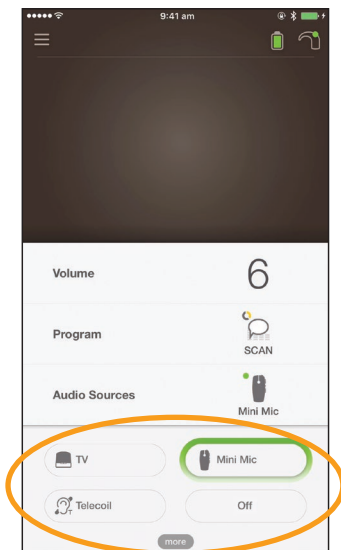 9:41 am
Volume 6
Program SCAN
Audio Sources Mini Mic
TV Mini Mic
T Telecoil Off
more